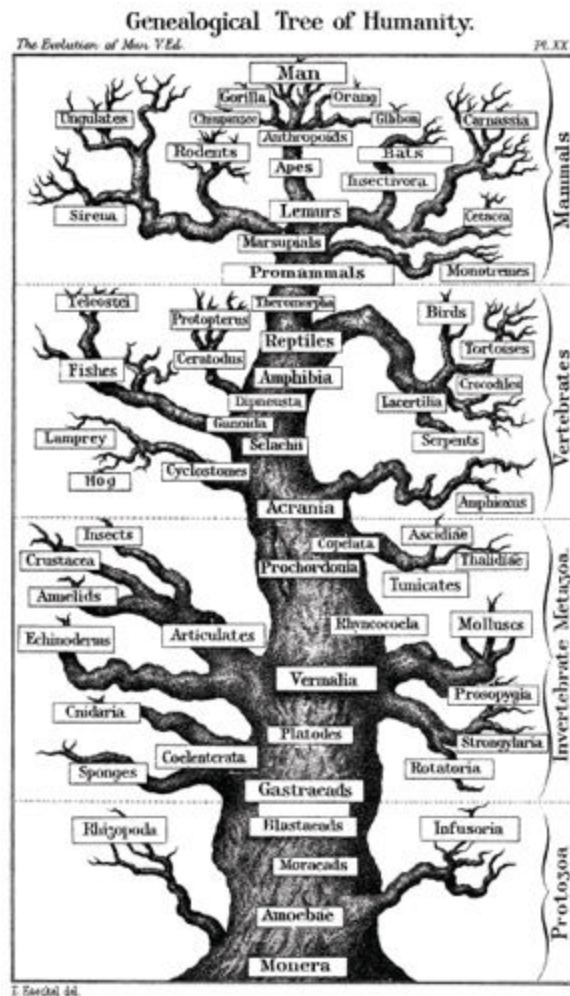 Genealogical Tree of Humanity.
The Evolution of Man V.Ed.
Pl. XX
Man
Gorilla
Orang
Chimpanzee
Gibbon
Ungulates
Carnassia
Anthropoids
Rodents
Bats
Apes
Insectivora
Sirena
Lemurs
Cetacea
Marsupials
Promammals
Monotremes
Mammals
Teleostei
Theromorpha
Birds
Protopterus
Reptiles
Tortoises
Ceratodus
Fishes
Amphibia
Crocodiles
Dipneusta
Lacertilia
Ganoida
Lamprey
Selachii
Serpents
Cyclostomes
Hog
Acrania
Amphioxus
Vertebrates
Insects
Copelata
Ascidiae
Crustacea
Prochordonia
Thalidiae
Tunicates
Annelids
Articulates
Rhyncocoela
Molluscs
Echinoderms
Vermalia
Prosopygia
Cnidaria
Platodes
Strongylaria
Coelenterata
Sponges
Rotatoria
Gastraeads
Invertebrate Metazoa.
Rhizopoda
Blastaeads
Infusoria
Moraeads
Amoebae
Monera
Protozoa
E. Haeckel del.